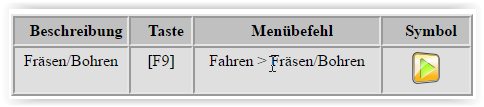 Beschreibung Taste Menübefehl Symbol
Fräsen/Bohren [F9] Fahren > Fräsen/Bohren